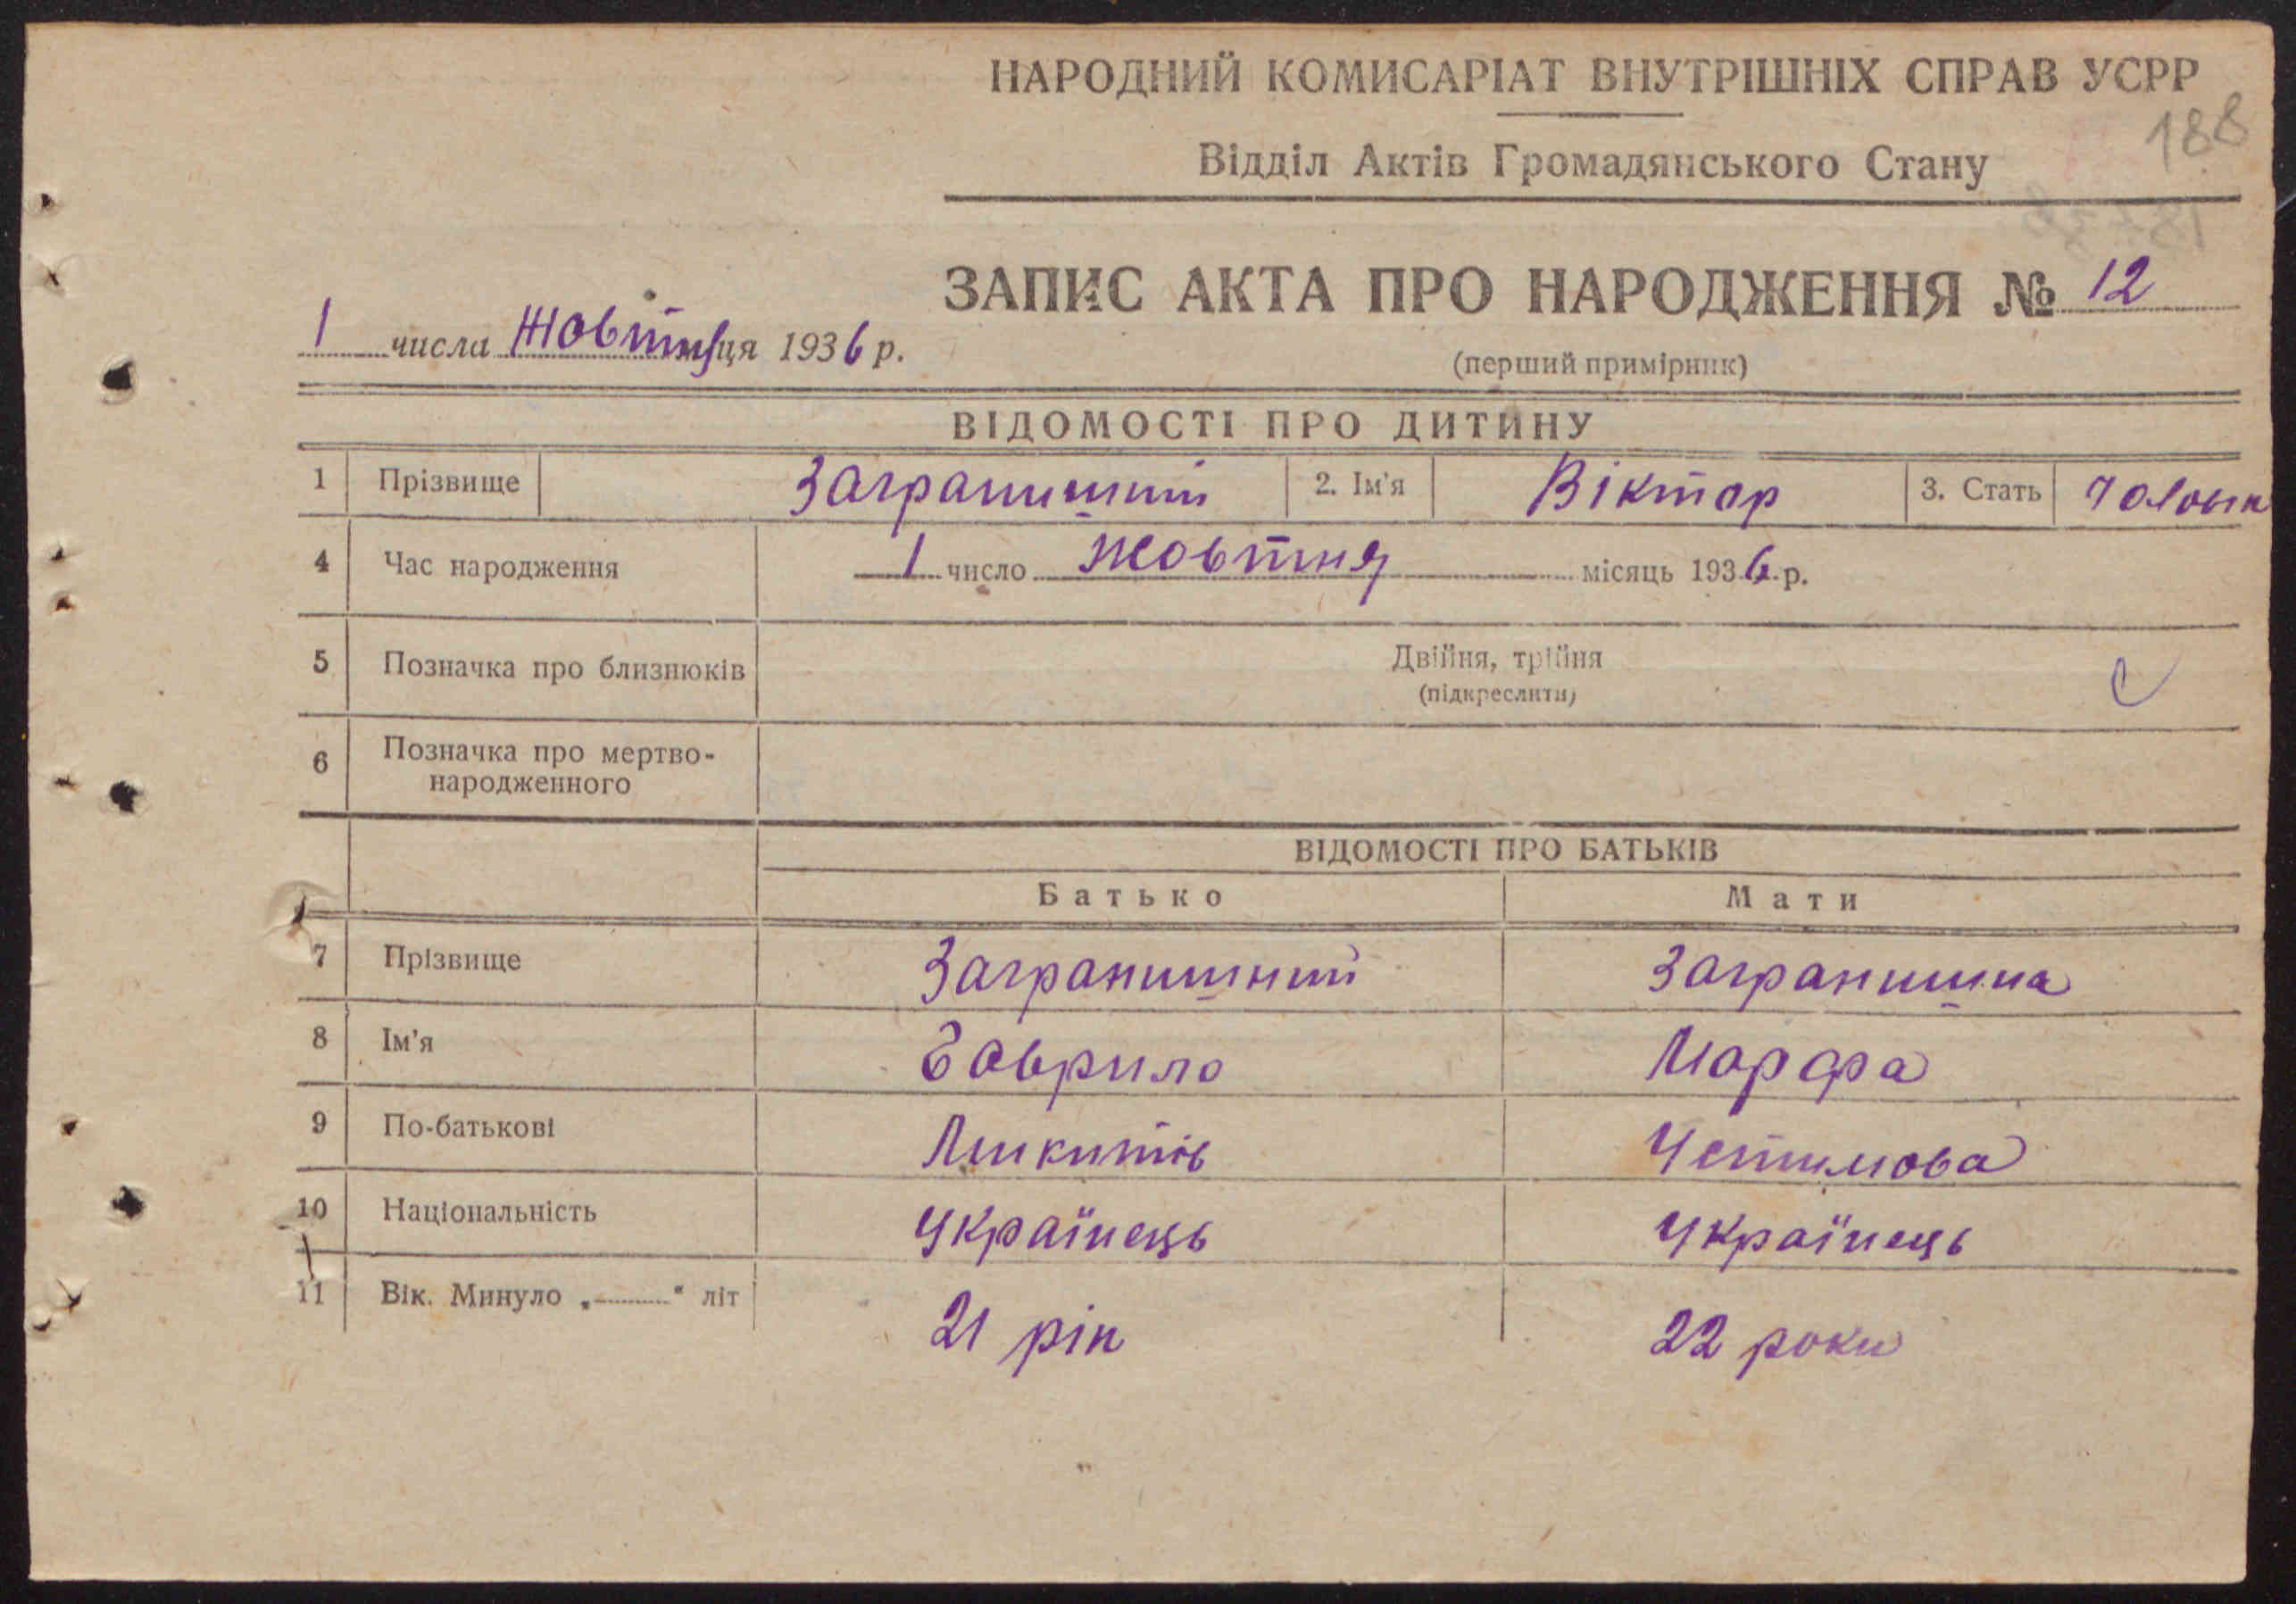 НАРОДНИЙ КОМИСАРІАТ ВНУТРІШНІХ СПРАВ УСРР
188
Відділ Актів Громадянського Стану
ЗАПИС АКТА ПРО НАРОДЖЕННЯ № 12
1 числа Жовтня місяця 1936 р.
(перший примірник)
ВІДОМОСТІ ПРО ДИТИНУ
1 Прізвище Загранишний 2. Ім'я Віктор 3. Стать Чоловік
4 Час народження 1 число Жовтня місяць 1936 р.
5 Позначка про близнюків Двійня, трійня
(підкреслити)
6 Позначка про мертво-
народженного
ВІДОМОСТІ ПРО БАТЬКІВ
Батько Мати
7 Прізвище Загранишний Загранишна
8 Ім'я Гаврило Марфа
9 По-батькові Микитів
10 Національність Українець Українець
11 Вік. Минуло „ “ літ 21 рік 22 роки